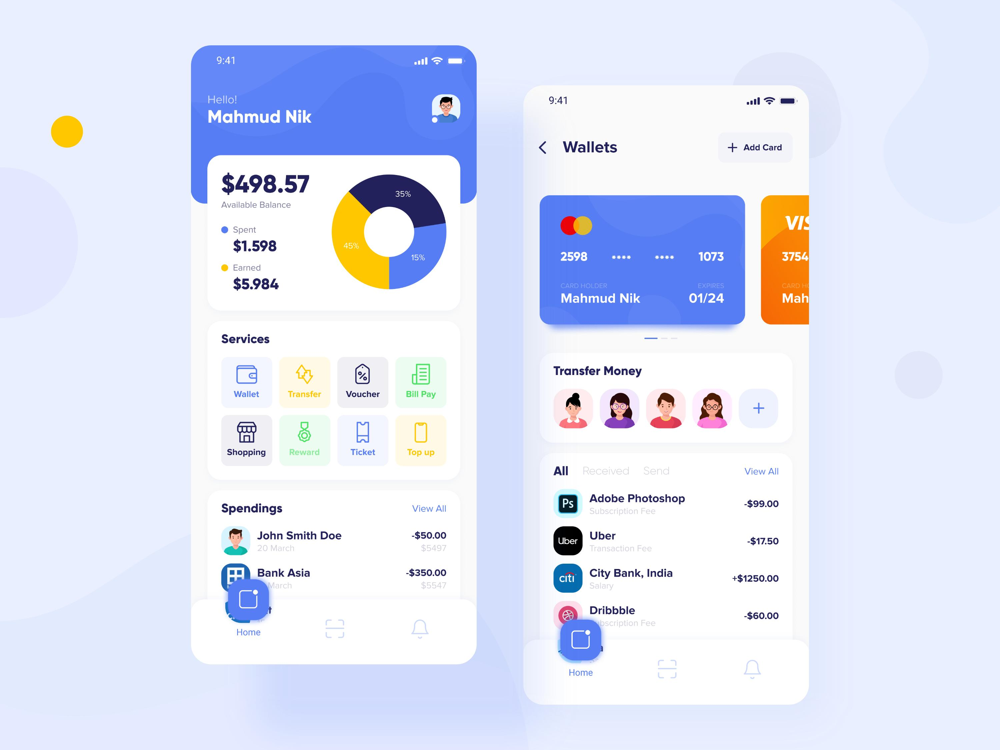 9:41
Hello!
Mahmud Nik
$498.57
Available Balance
Spent
$1.598
Earned
$5.984
35%
45%
15%
Services
Wallet
Transfer
Voucher
Bill Pay
Shopping
Reward
Ticket
Top up
Spendings
View All
John Smith Doe
-$50.00
20 March
$5497
Bank Asia
-$350.00
March
$5547
Home
9:41
Wallets
+ Add Card
2598 **** **** 1073
CARD HOLDER
EXPIRES
Mahmud Nik
01/24
VIS
3754
CARD HO
Mah
Transfer Money
All
Received
Send
View All
Ps
Adobe Photoshop
-$99.00
Subscription Fee
Uber
Uber
-$17.50
Transaction Fee
citi
City Bank, India
+$1250.00
Salary
Dribbble
-$60.00
ubscription Fee
Home